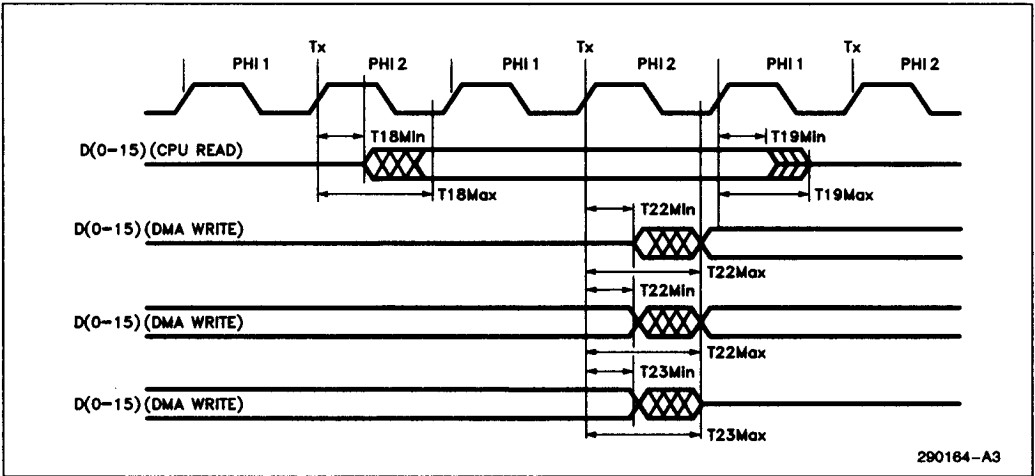 Tx Tx Tx
PHI 1 PHI 2 PHI 1 PHI 2 PHI 1 PHI 2
T18Min T19Min
D(0-15)(CPU READ)
T18Max T19Max
T22Min
D(0-15)(DMA WRITE)
T22Max
T22Min
D(0-15)(DMA WRITE)
T22Max
T23Min
D(0-15)(DMA WRITE)
T23Max
290164-A3